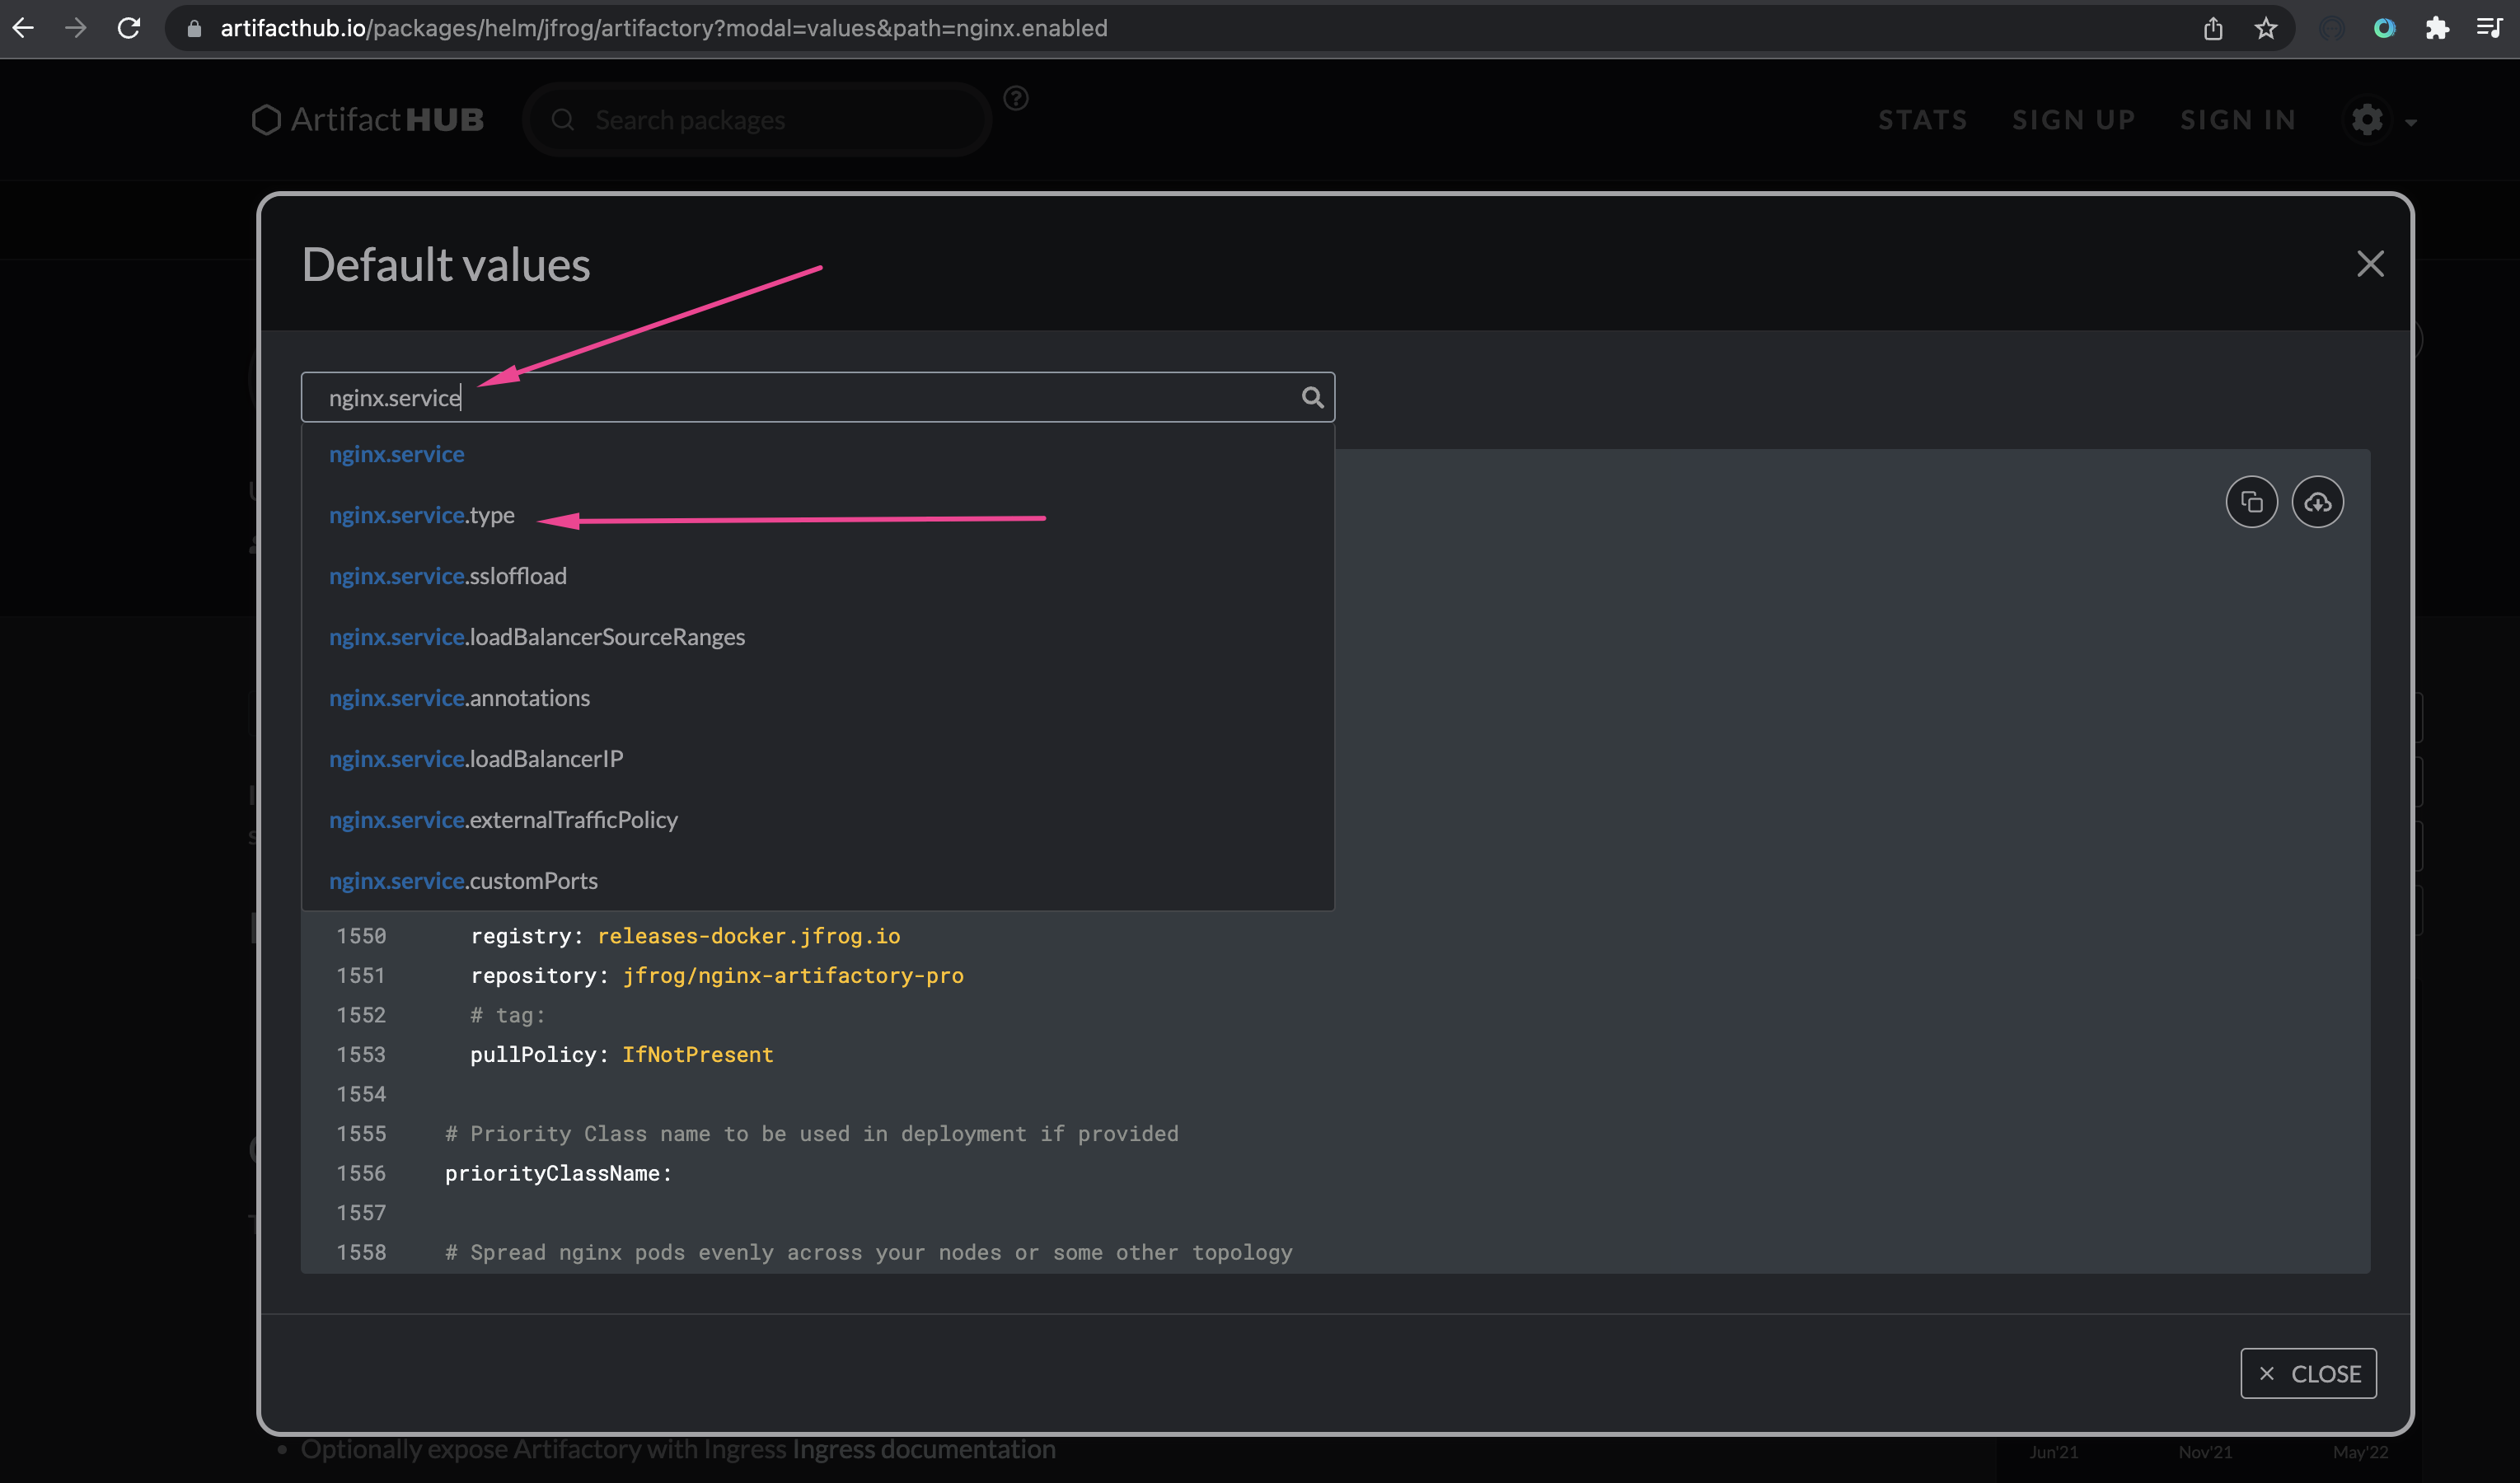 artifacthub.io/packages/helm/jfrog/artifactory?modal=values&path=nginx.enabled
ArtifactHUB
Search packages
STATS
SIGN UP
SIGN IN
Default values
nginx.service
nginx.service
nginx.service.type
nginx.service.ssloffload
nginx.service.loadBalancerSourceRanges
nginx.service.annotations
nginx.service.loadBalancerIP
nginx.service.externalTrafficPolicy
nginx.service.customPorts
1550 registry: releases-docker.jfrog.io
1551 repository: jfrog/nginx-artifactory-pro
1552 # tag:
1553 pullPolicy: IfNotPresent
1554
1555 # Priority Class name to be used in deployment if provided
1556 priorityClassName:
1557
1558 # Spread nginx pods evenly across your nodes or some other topology
CLOSE
Optionally expose Artifactory with Ingress Ingress documentation
Jun'21
Nov'21
May'22